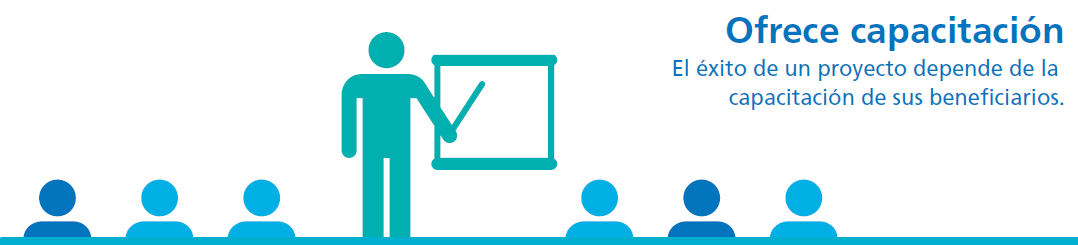 Ofrece capacitación
El éxito de un proyecto depende de la
capacitación de sus beneficiarios.